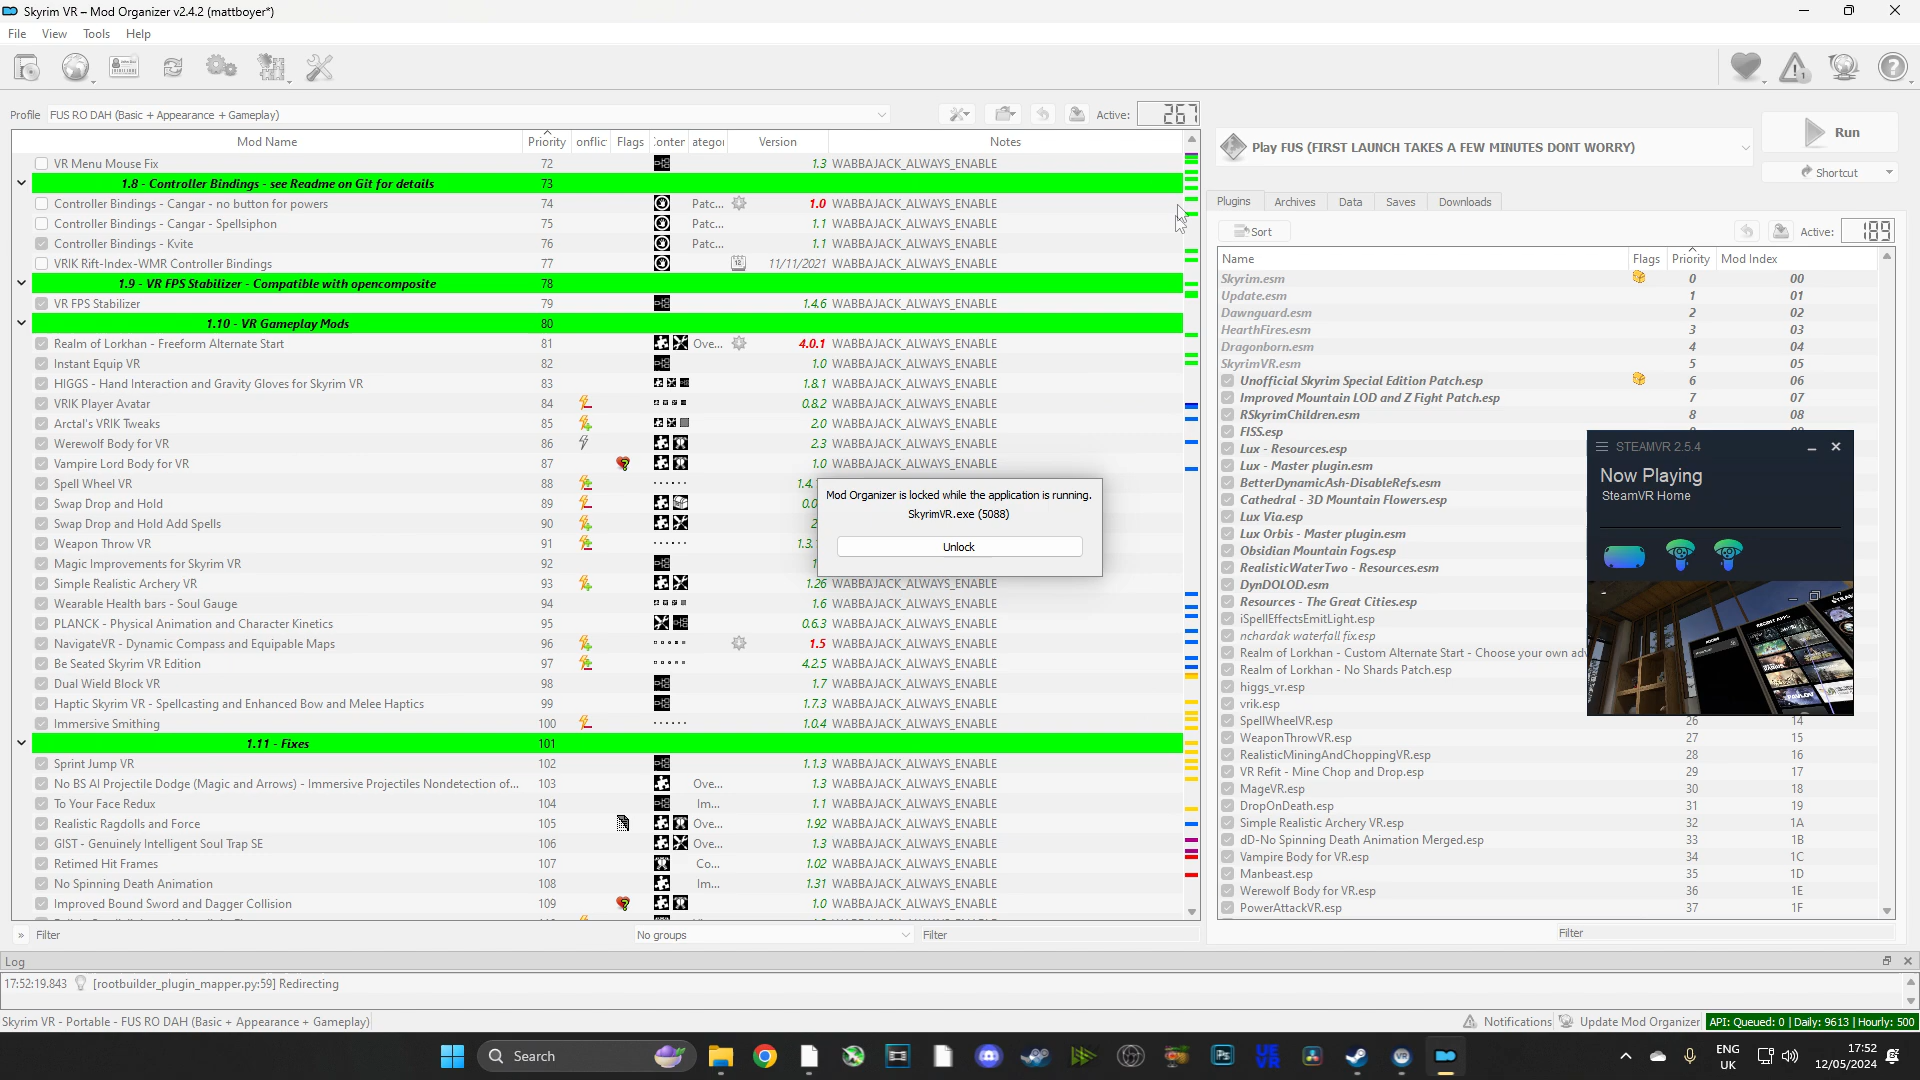 Skyrim VR – Mod Organizer v2.4.2 (mattboyer*)
File View Tools Help
Profile FUS RO DAH (Basic + Appearance + Gameplay) Active: 267
Mod Name Priority onflic Flags Conter atego Version Notes
VR Menu Mouse Fix 72 1.3 WABBAJACK_ALWAYS_ENABLE
1.8 - Controller Bindings - see Readme on Git for details 73
Controller Bindings - Cangar - no button for powers 74 Patc... 1.0 WABBAJACK_ALWAYS_ENABLE
Controller Bindings - Cangar - Spellsiphon 75 Patc... 1.1 WABBAJACK_ALWAYS_ENABLE
Controller Bindings - Kvite 76 Patc... 1.1 WABBAJACK_ALWAYS_ENABLE
VRIK Rift-Index-WMR Controller Bindings 77 11/11/2021 WABBAJACK_ALWAYS_ENABLE
1.9 - VR FPS Stabilizer - Compatible with opencomposite 78
VR FPS Stabilizer 79 1.4.6 WABBAJACK_ALWAYS_ENABLE
1.10 - VR Gameplay Mods 80
Realm of Lorkhan - Freeform Alternate Start 81 Ove... 4.0.1 WABBAJACK_ALWAYS_ENABLE
Instant Equip VR 82 1.0 WABBAJACK_ALWAYS_ENABLE
HIGGS - Hand Interaction and Gravity Gloves for Skyrim VR 83 1.8.1 WABBAJACK_ALWAYS_ENABLE
VRIK Player Avatar 84 0.8.2 WABBAJACK_ALWAYS_ENABLE
Arctal's VRIK Tweaks 85 2.0 WABBAJACK_ALWAYS_ENABLE
Werewolf Body for VR 86 2.3 WABBAJACK_ALWAYS_ENABLE
Vampire Lord Body for VR 87 1.0 WABBAJACK_ALWAYS_ENABLE
Spell Wheel VR 88 1.4.
Swap Drop and Hold 89 0.0
Swap Drop and Hold Add Spells 90 2
Weapon Throw VR 91 1.3.
Magic Improvements for Skyrim VR 92 1
Simple Realistic Archery VR 93 1.26 WABBAJACK_ALWAYS_ENABLE
Wearable Health bars - Soul Gauge 94 1.6 WABBAJACK_ALWAYS_ENABLE
PLANCK - Physical Animation and Character Kinetics 95 0.6.3 WABBAJACK_ALWAYS_ENABLE
NavigateVR - Dynamic Compass and Equipable Maps 96 1.5 WABBAJACK_ALWAYS_ENABLE
Be Seated Skyrim VR Edition 97 4.2.5 WABBAJACK_ALWAYS_ENABLE
Dual Wield Block VR 98 1.7 WABBAJACK_ALWAYS_ENABLE
Haptic Skyrim VR - Spellcasting and Enhanced Bow and Melee Haptics 99 1.7.3 WABBAJACK_ALWAYS_ENABLE
Immersive Smithing 100 1.0.4 WABBAJACK_ALWAYS_ENABLE
1.11 - Fixes 101
Sprint Jump VR 102 1.1.3 WABBAJACK_ALWAYS_ENABLE
No BS AI Projectile Dodge (Magic and Arrows) - Immersive Projectiles Nondetection of... 103 Ove... 1.3 WABBAJACK_ALWAYS_ENABLE
To Your Face Redux 104 Im... 1.1 WABBAJACK_ALWAYS_ENABLE
Realistic Ragdolls and Force 105 Ove... 1.92 WABBAJACK_ALWAYS_ENABLE
GIST - Genuinely Intelligent Soul Trap SE 106 Ove... 1.3 WABBAJACK_ALWAYS_ENABLE
Retimed Hit Frames 107 Co... 1.02 WABBAJACK_ALWAYS_ENABLE
No Spinning Death Animation 108 Im... 1.31 WABBAJACK_ALWAYS_ENABLE
Improved Bound Sword and Dagger Collision 109 1.0 WABBAJACK_ALWAYS_ENABLE
» Filter No groups Filter
Mod Organizer is locked while the application is running.
SkyrimVR.exe (5088)
Unlock
Play FUS (FIRST LAUNCH TAKES A FEW MINUTES DONT WORRY)
Run
Shortcut
Plugins Archives Data Saves Downloads
Sort Active: 189
Name Flags Priority Mod Index
Skyrim.esm 0 00
Update.esm 1 01
Dawnguard.esm 2 02
HearthFires.esm 3 03
Dragonborn.esm 4 04
SkyrimVR.esm 5 05
Unofficial Skyrim Special Edition Patch.esp 6 06
Improved Mountain LOD and Z Fight Patch.esp 7 07
RSkyrimChildren.esm 8 08
FISS.esp
Lux - Resources.esp
Lux - Master plugin.esm
BetterDynamicAsh-DisableRefs.esm
Cathedral - 3D Mountain Flowers.esp
Lux Via.esp
Lux Orbis - Master plugin.esm
Obsidian Mountain Fogs.esp
RealisticWaterTwo - Resources.esm
DynDOLOD.esm
Resources - The Great Cities.esp
iSpellEffectsEmitLight.esp
nchardak waterfall fix.esp
Realm of Lorkhan - Custom Alternate Start - Choose your own adv
Realm of Lorkhan - No Shards Patch.esp
higgs_vr.esp
vrik.esp
SpellWheelVR.esp 26 14
WeaponThrowVR.esp 27 15
RealisticMiningAndChoppingVR.esp 28 16
VR Refit - Mine Chop and Drop.esp 29 17
MageVR.esp 30 18
DropOnDeath.esp 31 19
Simple Realistic Archery VR.esp 32 1A
dD-No Spinning Death Animation Merged.esp 33 1B
Vampire Body for VR.esp 34 1C
Manbeast.esp 35 1D
Werewolf Body for VR.esp 36 1E
PowerAttackVR.esp 37 1F
Filter
STEAMVR 2.5.4
Now Playing
SteamVR Home
RECENT APPS
PAVLOV
Log
17:52:19.843 [rootbuilder_plugin_mapper.py:59] Redirecting
Skyrim VR - Portable - FUS RO DAH (Basic + Appearance + Gameplay)
Notifications Update Mod Organizer API: Queued: 0 | Daily: 9613 | Hourly: 500
Search
Ps
UE VR
ENG
UK
17:52
12/05/2024